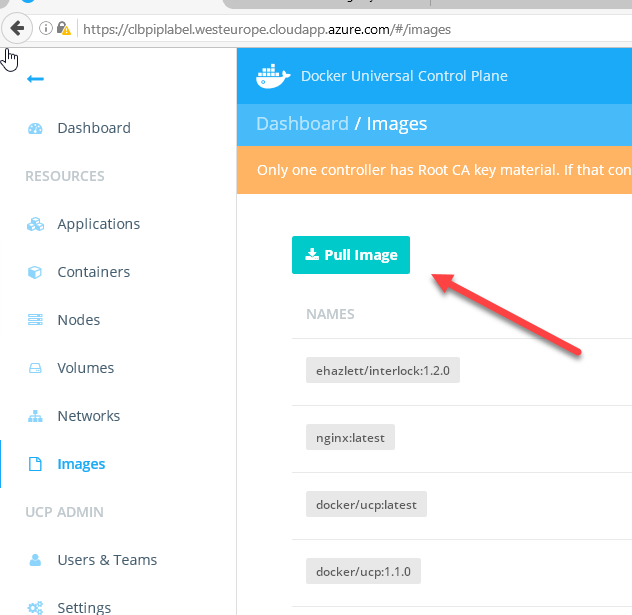 https://clbpiplabel.westeurope.cloudapp.azure.com/#/images
Docker Universal Control Plane
Dashboard / Images
Only one controller has Root CA key material. If that con
Dashboard
RESOURCES
Applications
Containers
Nodes
Volumes
Networks
Images
UCP ADMIN
Users & Teams
Settings
Pull Image
NAMES
ehazlett/interlock:1.2.0
nginx:latest
docker/ucp:latest
docker/ucp:1.1.0